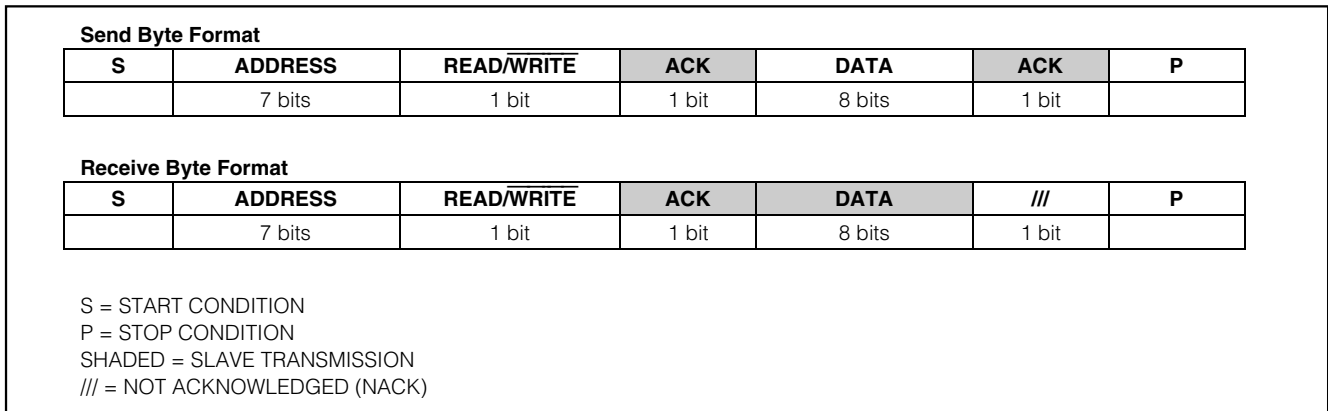 Send Byte Format
S ADDRESS READ/WRITE ACK DATA ACK P
7 bits 1 bit 1 bit 8 bits 1 bit
Receive Byte Format
S ADDRESS READ/WRITE ACK DATA /// P
7 bits 1 bit 1 bit 8 bits 1 bit
S = START CONDITION
P = STOP CONDITION
SHADED = SLAVE TRANSMISSION
/// = NOT ACKNOWLEDGED (NACK)